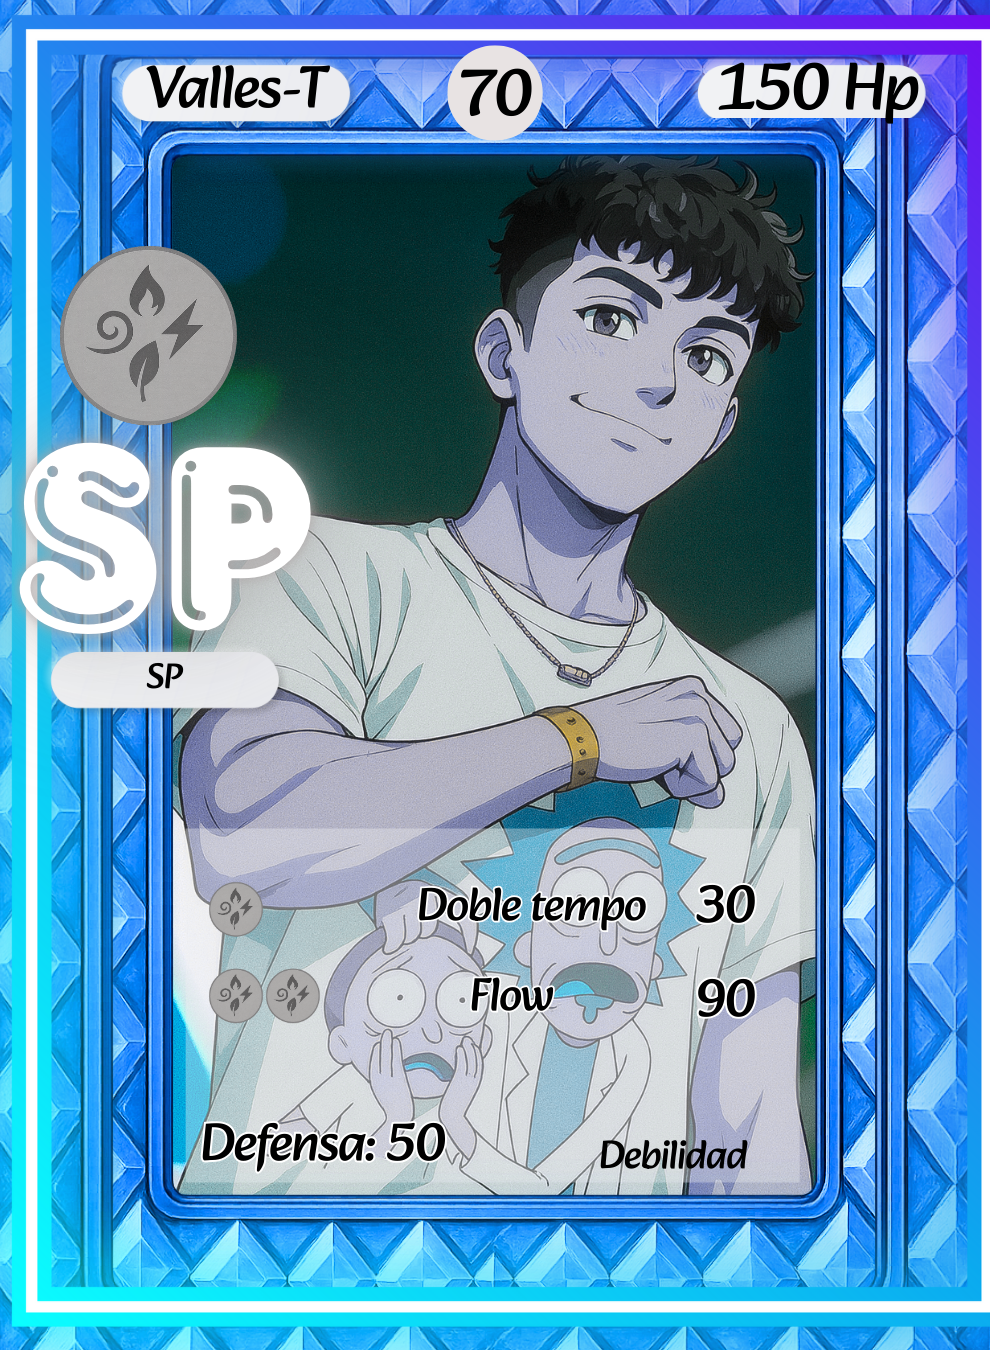 Valles-T
70
150 Hp
SP
SP
Doble tempo 30
Flow 90
Defensa: 50
Debilidad